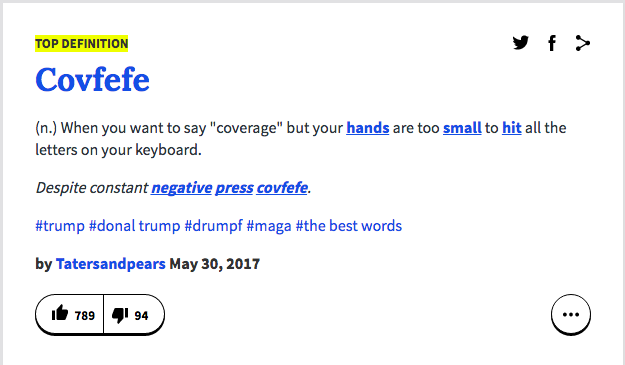 TOP DEFINITION
Covfefe
(n.) When you want to say "coverage" but your hands are too small to hit all the
letters on your keyboard.
Despite constant negative press covfefe.
#trump #donal trump #drumpf #maga #the best words
by Tatersandpears May 30, 2017
789 94